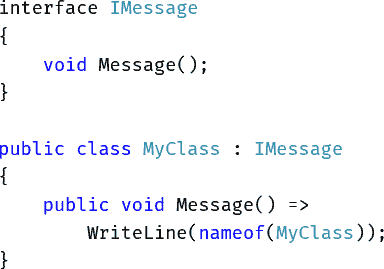 interface IMessage
{
    void Message();
}

public class MyClass : IMessage
{
    public void Message() =>
        WriteLine(nameof(MyClass));
}